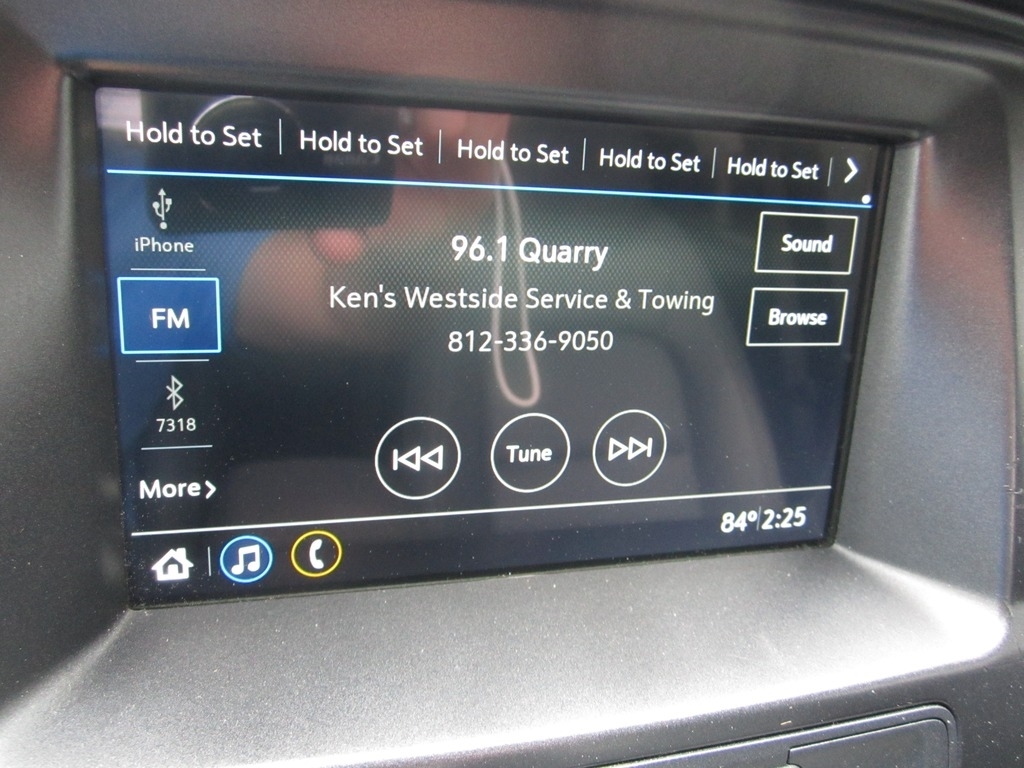 Hold to Set Hold to Set Hold to Set Hold to Set Hold to Set
iPhone
FM
7318
More
96.1 Quarry
Ken's Westside Service & Towing
812-336-9050
Sound
Browse
Tune
84° 2:25